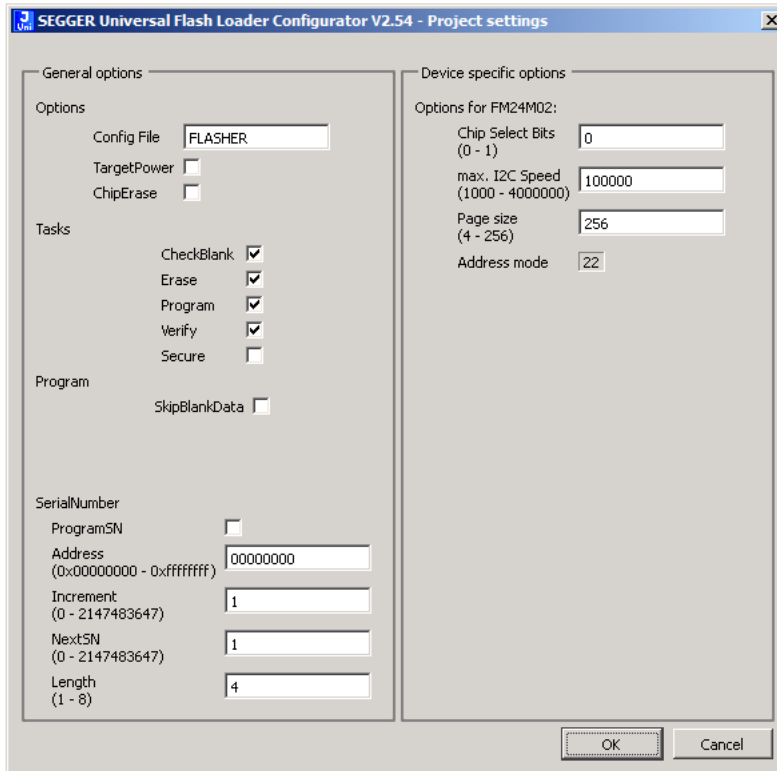 J
Uni
SEGGER Universal Flash Loader Configurator V2.54 - Project settings
General options
Options
Config File FLASHER
TargetPower
ChipErase
Tasks
CheckBlank
Erase
Program
Verify
Secure
Program
SkipBlankData
SerialNumber
ProgramSN
Address
(0x00000000 - 0xffffffff)
00000000
Increment
(0 - 2147483647)
1
NextSN
(0 - 2147483647)
1
Length
(1 - 8)
4
Device specific options
Options for FM24M02:
Chip Select Bits
(0 - 1)
0
max. I2C Speed
(1000 - 4000000)
100000
Page size
(4 - 256)
256
Address mode 22
OK Cancel